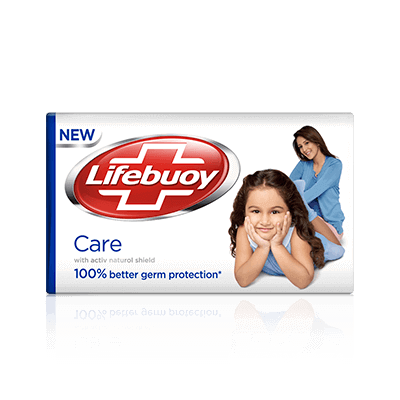 NEW
Lifebuoy
Care
with activ naturol shield
100% better germ protection*